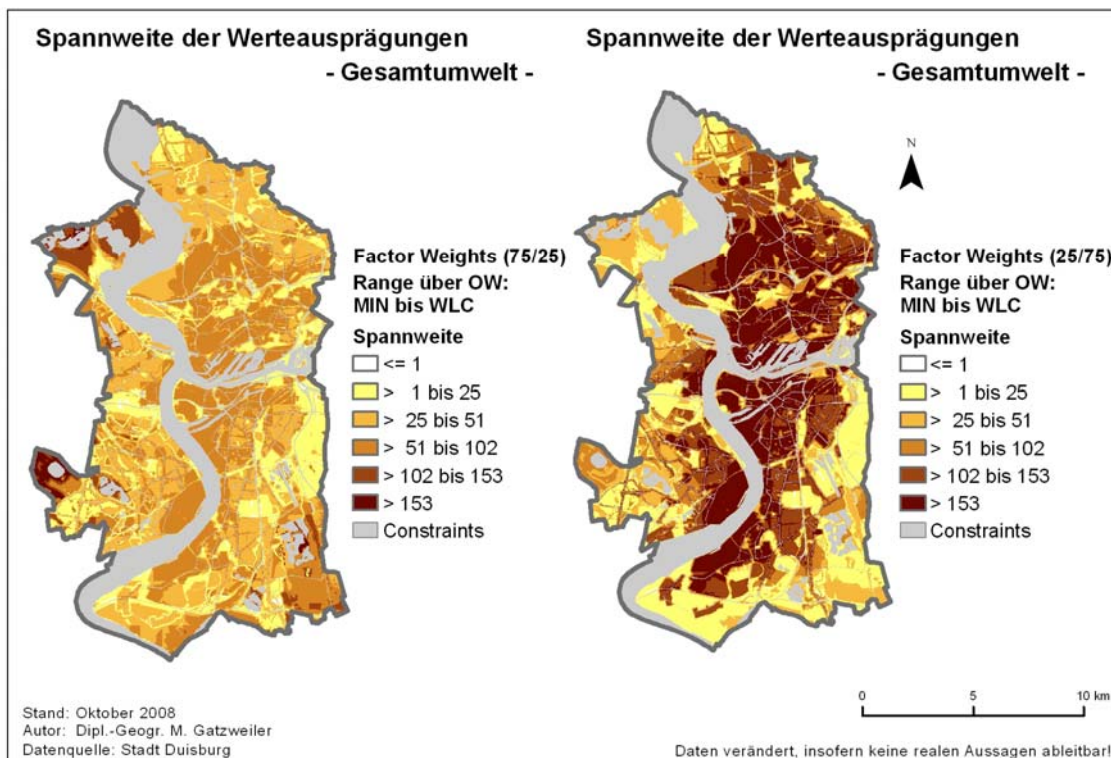 Spannweite der Werteausprägungen
- Gesamtumwelt -
Factor Weights (75/25)
Range über OW:
MIN bis WLC
Spannweite
<= 1
> 1 bis 25
> 25 bis 51
> 51 bis 102
> 102 bis 153
> 153
Constraints
Spannweite der Werteausprägungen
- Gesamtumwelt -
N
Factor Weights (25/75)
Range über OW:
MIN bis WLC
Spannweite
<= 1
> 1 bis 25
> 25 bis 51
> 51 bis 102
> 102 bis 153
> 153
Constraints
Stand: Oktober 2008
Autor: Dipl.-Geogr. M. Gatzweiler
Datenquelle: Stadt Duisburg
0 5 10 km
Daten verändert, insofern keine realen Aussagen ableitbar!